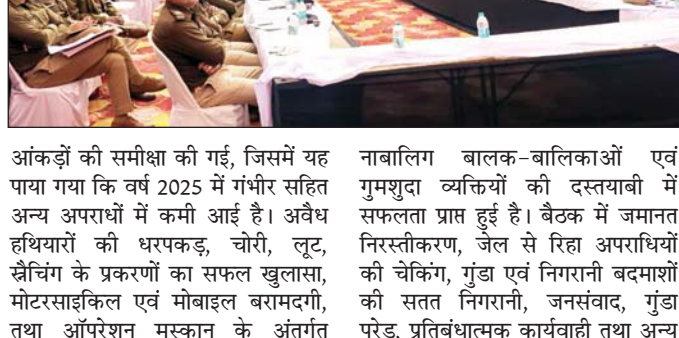 आंकड़ों की समीक्षा की गई, जिसमें यह
पाया गया कि वर्ष 2025 में गंभीर सहित
अन्य अपराधों में कमी आई है। अवैध
हथियारों की धरपकड़, चोरी, लूट,
स्नैचिंग के प्रकरणों का सफल खुलासा,
मोटरसाइकिल एवं मोबाइल बरामदगी,
तथा ऑपरेशन मुस्कान के अंतर्गत
नाबालिग बालक-बालिकाओं एवं
गुमशुदा व्यक्तियों की दस्तयाबी में
सफलता प्राप्त हुई है। बैठक में जमानत
निरस्तीकरण, जेल से रिहा अपराधियों
की चेकिंग, गुंडा एवं निगरानी बदमाशों
की सतत निगरानी, जनसंवाद, गुंडा
परेड, प्रतिबंधात्मक कार्यवाही तथा अन्य